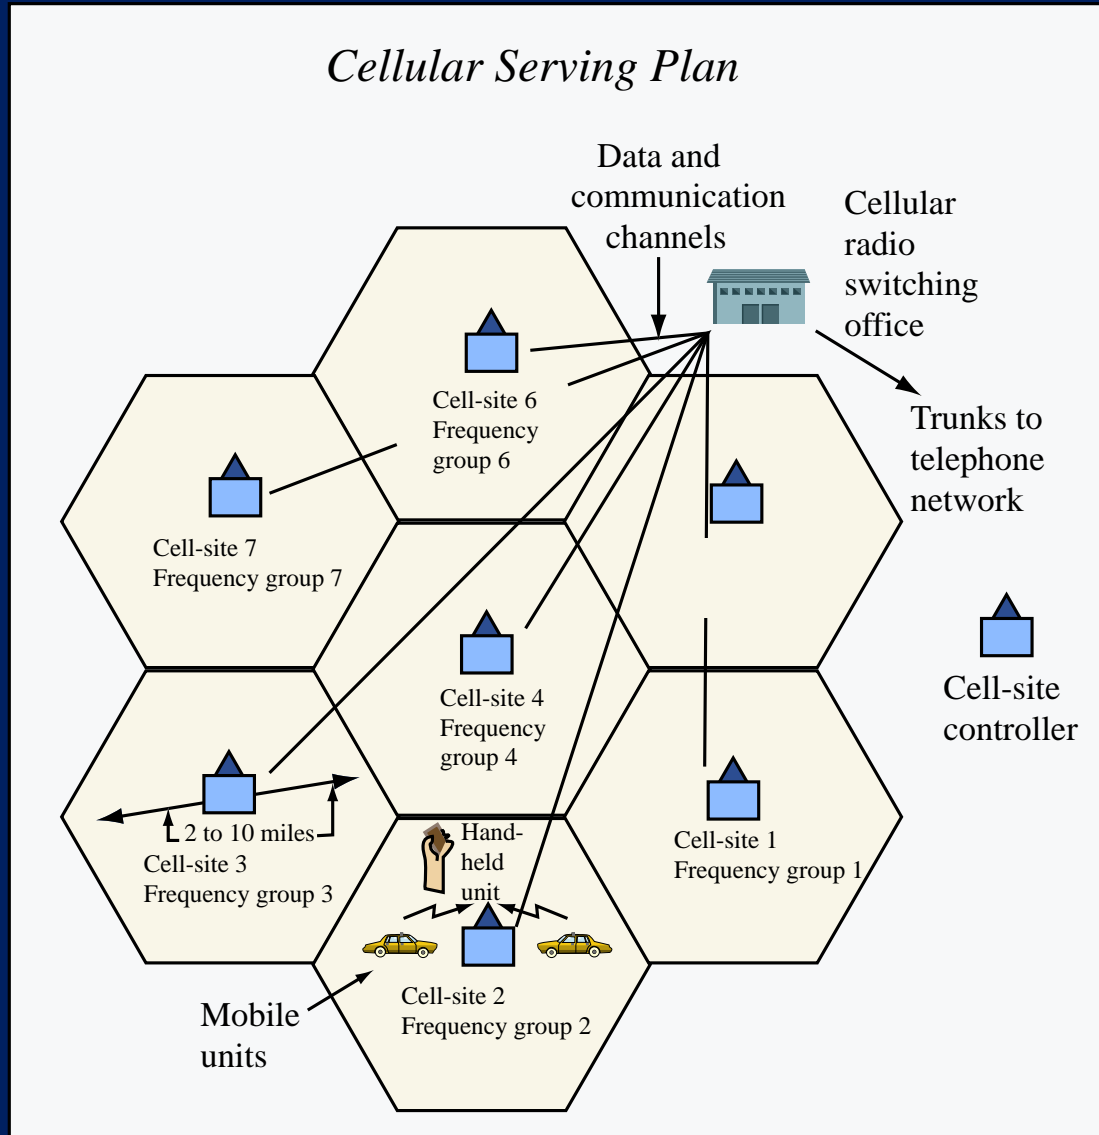 Cellular Serving Plan
Data and
communication
channels
Cellular
radio
switching
office
Trunks to
telephone
network
Cell-site 6
Frequency
group 6
Cell-site 7
Frequency group 7
Cell-site 4
Frequency
group 4
Cell-site
controller
2 to 10 miles
Cell-site 3
Frequency group 3
Hand-
held
unit
Cell-site 1
Frequency group 1
Cell-site 2
Frequency group 2
Mobile
units